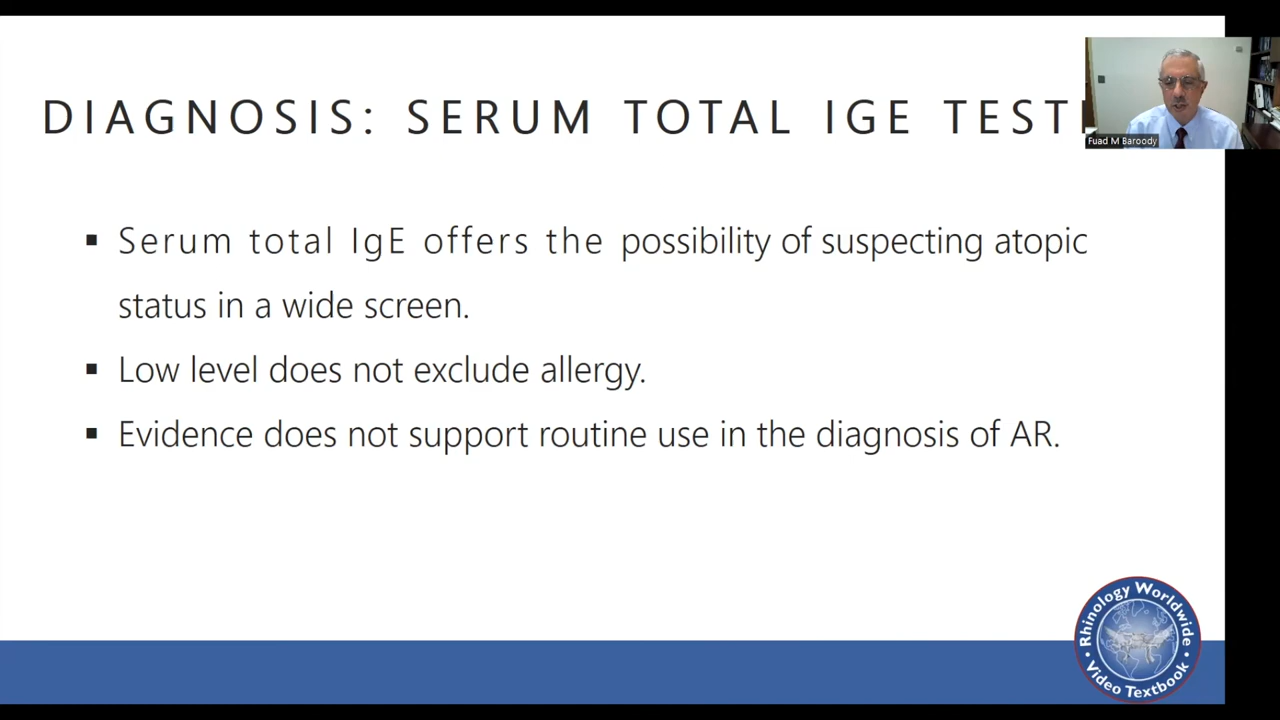 DIAGNOSIS: SERUM TOTAL IGE TEST
Fuad M Baroody
▪ Serum total IgE offers the possibility of suspecting atopic
status in a wide screen.
▪ Low level does not exclude allergy.
▪ Evidence does not support routine use in the diagnosis of AR.
Rhinology Worldwide
• Video Textbook •